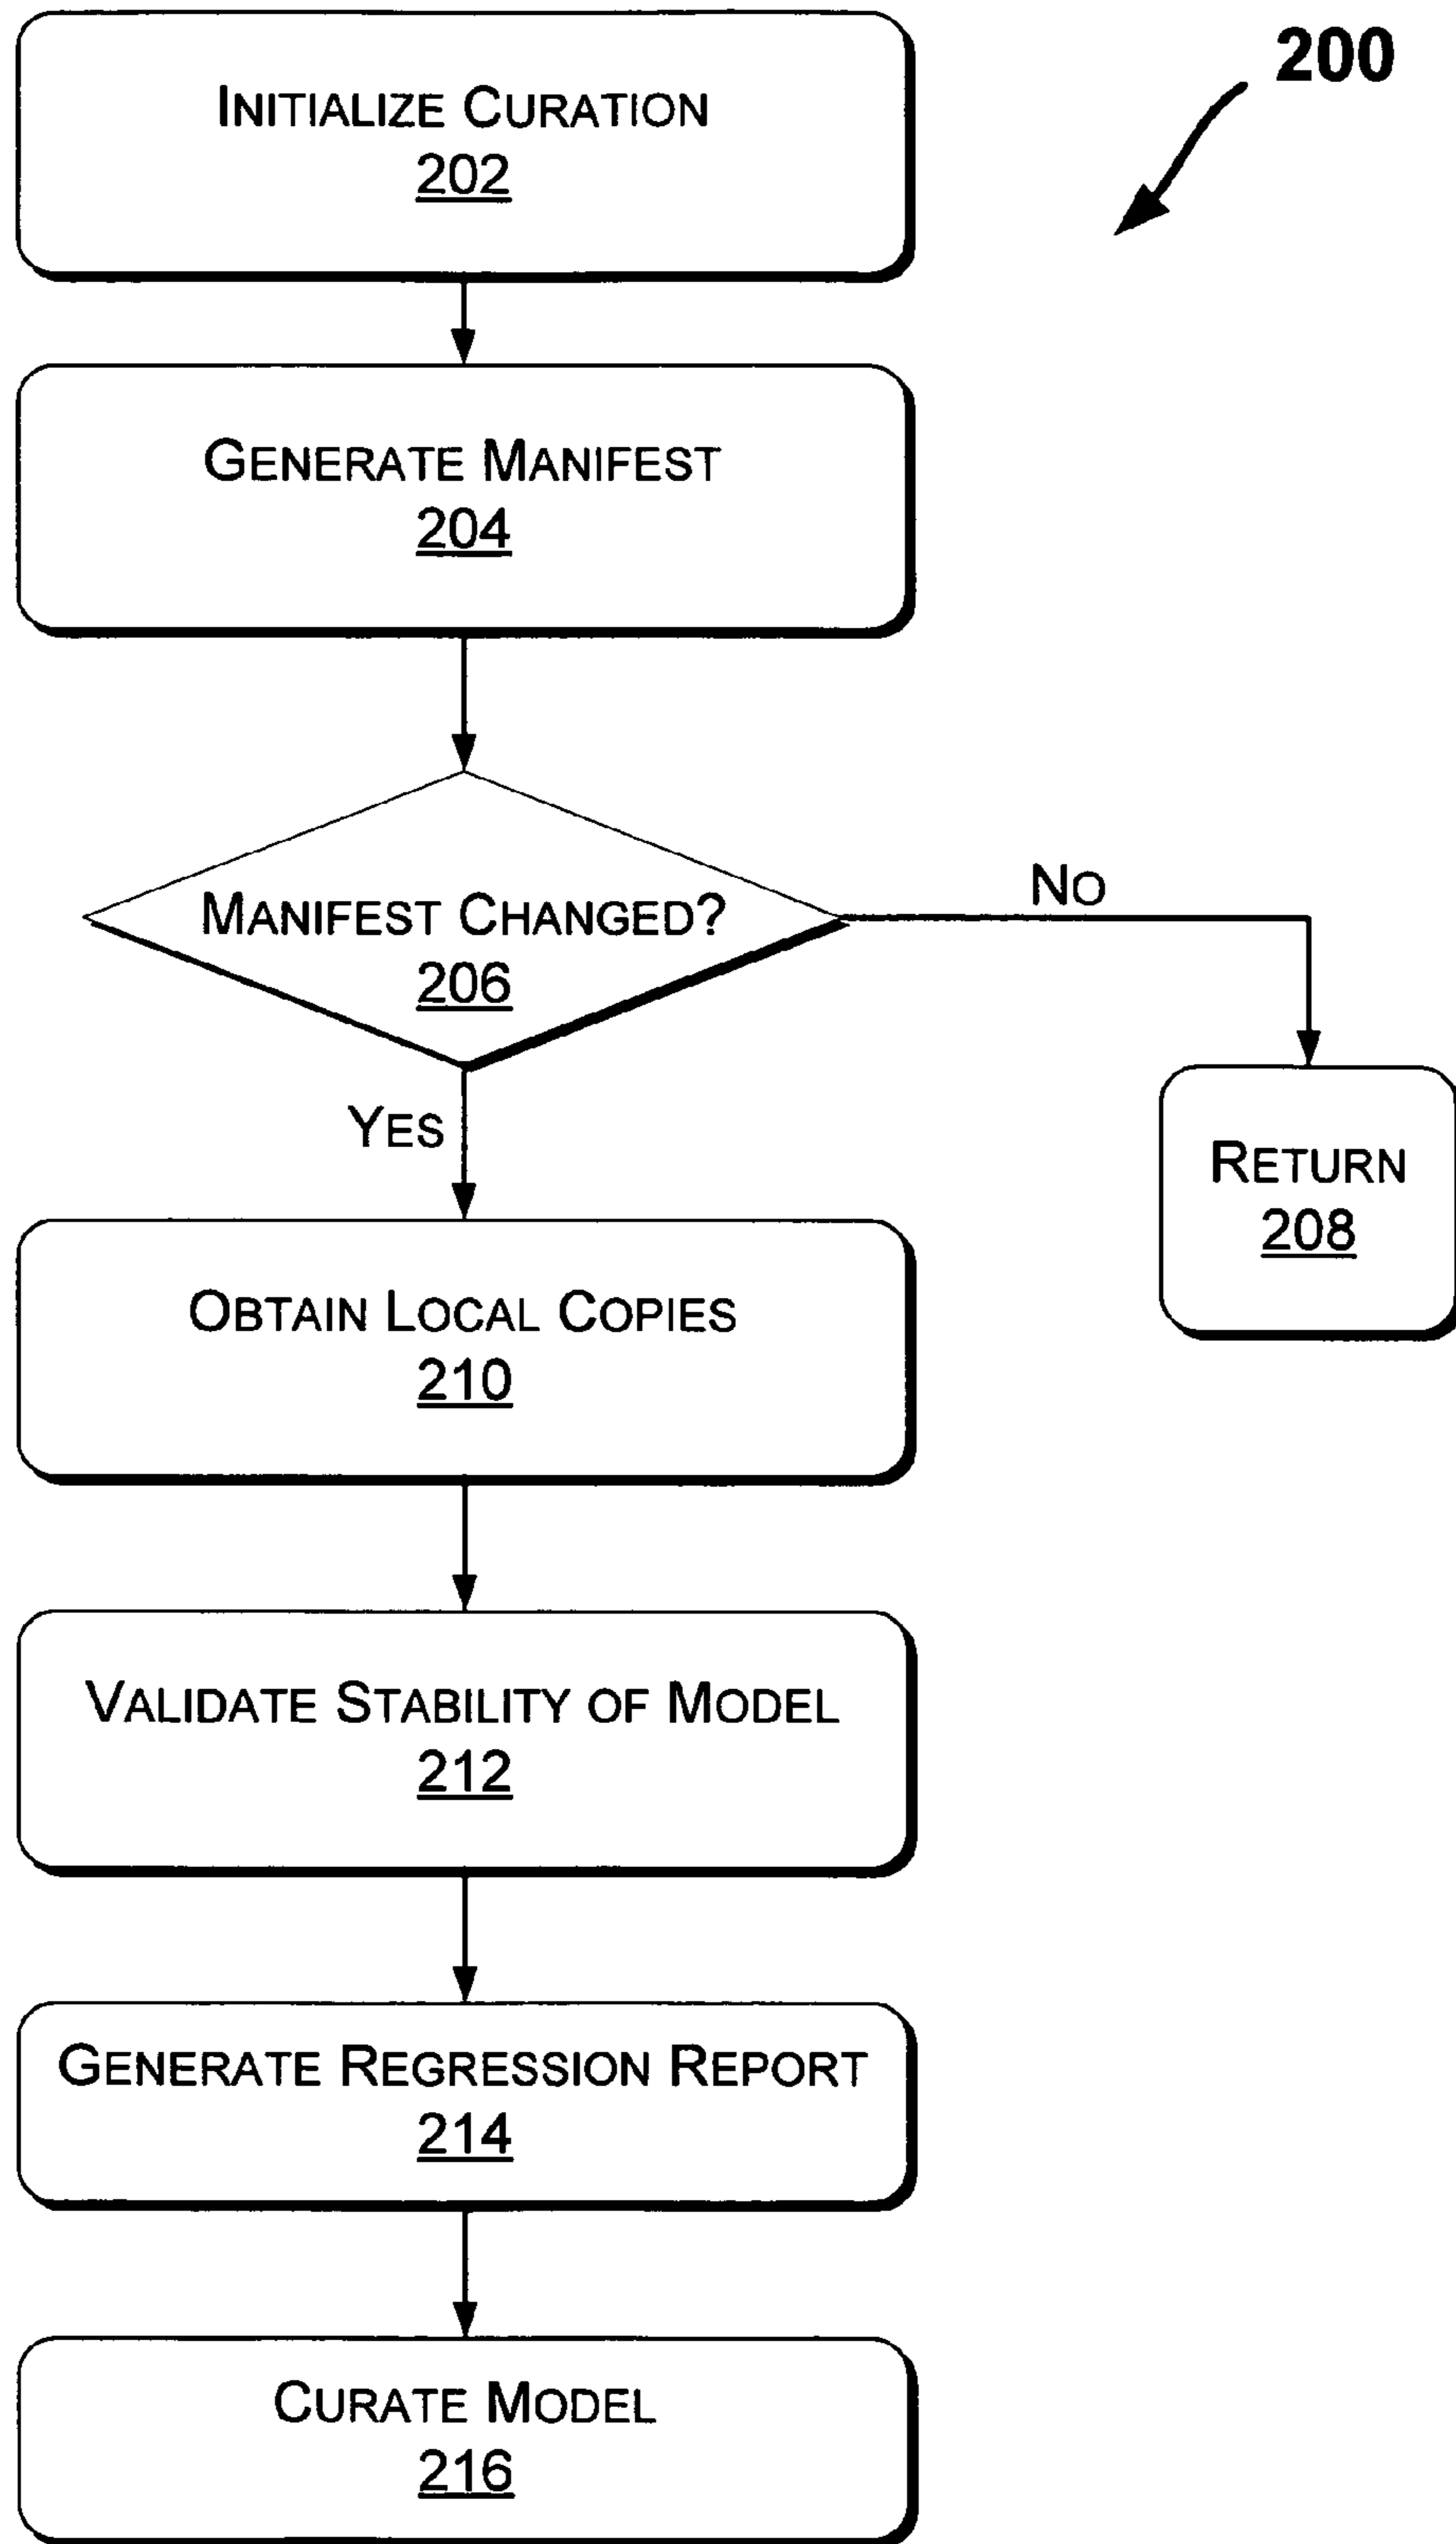 200
INITIALIZE CURATION
202
GENERATE MANIFEST
204
MANIFEST CHANGED?
206
NO
YES
RETURN
208
OBTAIN LOCAL COPIES
210
VALIDATE STABILITY OF MODEL
212
GENERATE REGRESSION REPORT
214
CURATE MODEL
216